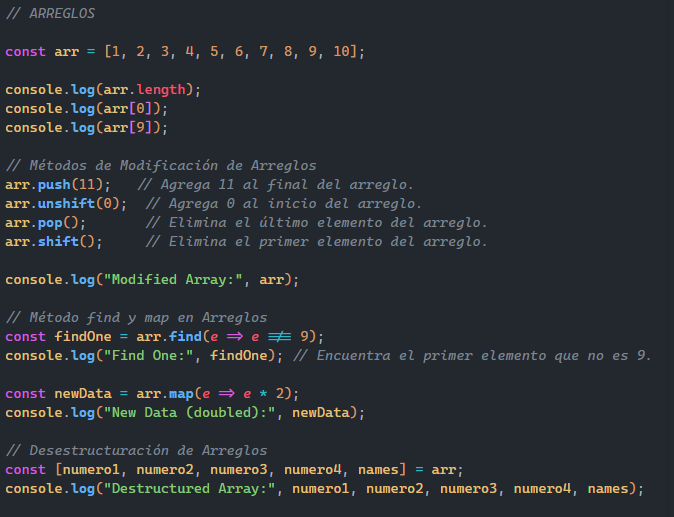 // ARREGLOS
const arr = [1, 2, 3, 4, 5, 6, 7, 8, 9, 10];
console.log(arr.length);
console.log(arr[0]);
console.log(arr[9]);
// Métodos de Modificación de Arreglos
arr.push(11);   // Agrega 11 al final del arreglo.
arr.unshift(0);  // Agrega 0 al inicio del arreglo.
arr.pop();       // Elimina el último elemento del arreglo.
arr.shift();     // Elimina el primer elemento del arreglo.
console.log("Modified Array:", arr);
// Método find y map en Arreglos
const findOne = arr.find(e => e !== 9);
console.log("Find One:", findOne); // Encuentra el primer elemento que no es 9.
const newData = arr.map(e => e * 2);
console.log("New Data (doubled):", newData);
// Desestructuración de Arreglos
const [numero1, numero2, numero3, numero4, names] = arr;
console.log("Destructured Array:", numero1, numero2, numero3, numero4, names);